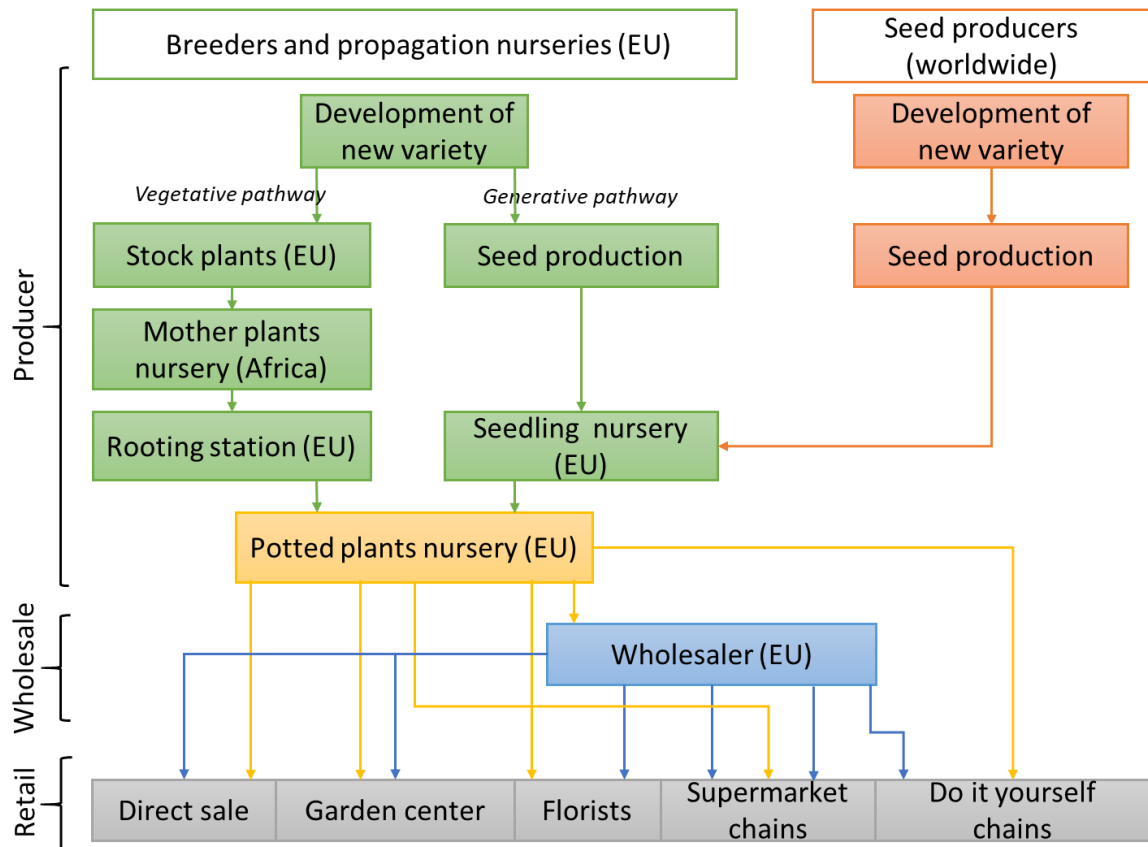 Breeders and propagation nurseries (EU)
Seed producers
(worldwide)
Development of
new variety
Development of
new variety
Vegetative pathway
Generative pathway
Stock plants (EU)
Seed production
Seed production
Producer
Mother plants
nursery (Africa)
Rooting station (EU)
Seedling nursery
(EU)
Potted plants nursery (EU)
Wholesale
Wholesaler (EU)
Retail
Direct sale
Garden center
Florists
Supermarket
chains
Do it yourself
chains